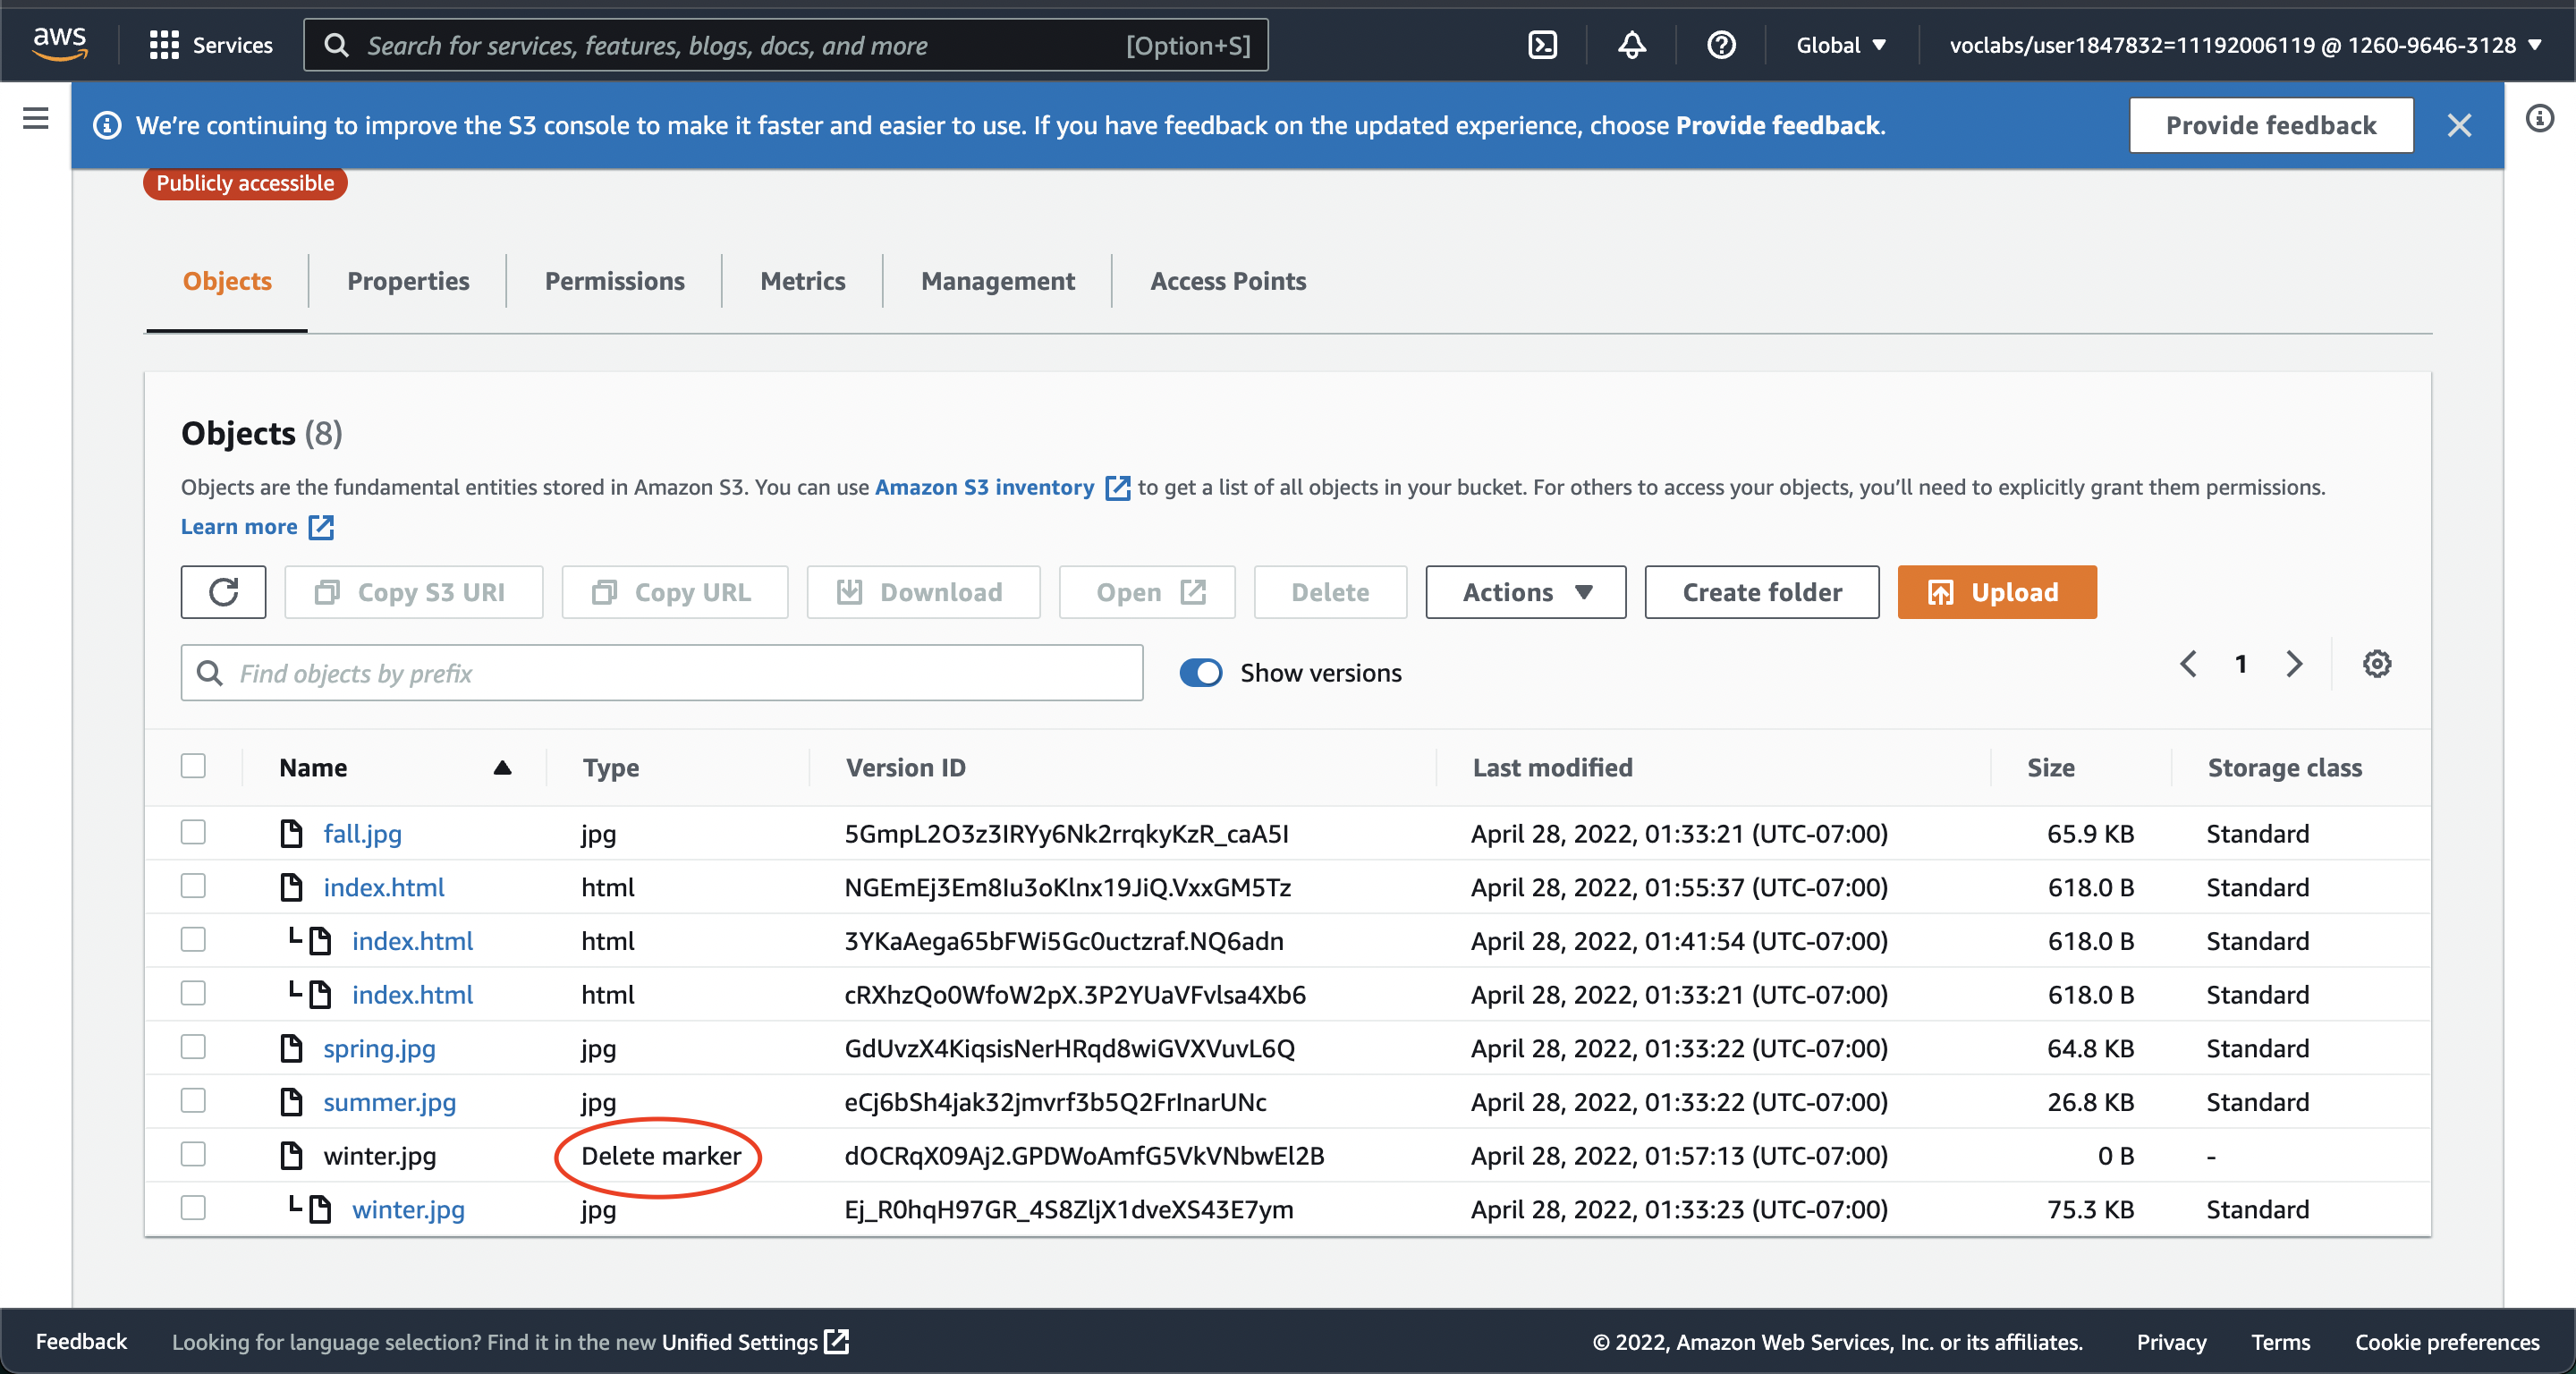 aws
Services
Search for services, features, blogs, docs, and more [Option+S]
Global
voclabs/user1847832=11192006119 @ 1260-9646-3128
We're continuing to improve the S3 console to make it faster and easier to use. If you have feedback on the updated experience, choose Provide feedback.
Provide feedback
Publicly accessible
Objects Properties Permissions Metrics Management Access Points
Objects (8)
Objects are the fundamental entities stored in Amazon S3. You can use Amazon S3 inventory to get a list of all objects in your bucket. For others to access your objects, you'll need to explicitly grant them permissions.
Learn more
Copy S3 URI Copy URL Download Open Delete Actions Create folder Upload
Find objects by prefix Show versions 1
Name Type Version ID Last modified Size Storage class
fall.jpg jpg 5GmpL2O3z3IRYy6Nk2rrqkyKzR_caA5I April 28, 2022, 01:33:21 (UTC-07:00) 65.9 KB Standard
index.html html NGEmEj3Em8Iu3oKlnx19JiQ.VxxGM5Tz April 28, 2022, 01:55:37 (UTC-07:00) 618.0 B Standard
index.html html 3YKaAega65bFWi5Gc0uctzraf.NQ6adn April 28, 2022, 01:41:54 (UTC-07:00) 618.0 B Standard
index.html html cRXhzQo0WfoW2pX.3P2YUaVFvlsa4Xb6 April 28, 2022, 01:33:21 (UTC-07:00) 618.0 B Standard
spring.jpg jpg GdUvzX4KiqsisNerHRqd8wiGVXVuvL6Q April 28, 2022, 01:33:22 (UTC-07:00) 64.8 KB Standard
summer.jpg jpg eCj6bSh4jak32jmvrf3b5Q2FrInarUNc April 28, 2022, 01:33:22 (UTC-07:00) 26.8 KB Standard
winter.jpg Delete marker dOCRqX09Aj2.GPDWoAmfG5VkVNbwEl2B April 28, 2022, 01:57:13 (UTC-07:00) 0 B -
winter.jpg jpg Ej_R0hqH97GR_4S8ZljX1dveXS43E7ym April 28, 2022, 01:33:23 (UTC-07:00) 75.3 KB Standard
Feedback Looking for language selection? Find it in the new Unified Settings © 2022, Amazon Web Services, Inc. or its affiliates. Privacy Terms Cookie preferences